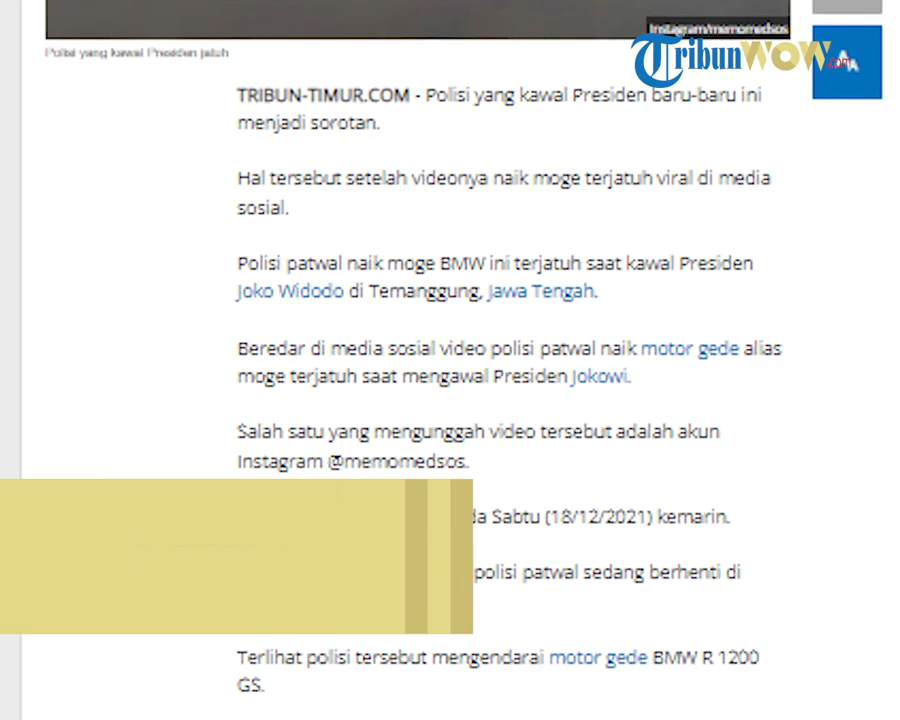 Instagram/memomedsos
Polisi yang kawal Presiden jatuh
TribunWOW.com
A
TRIBUN-TIMUR.COM - Polisi yang kawal Presiden baru-baru ini
menjadi sorotan.
Hal tersebut setelah videonya naik moge terjatuh viral di media
sosial.
Polisi patwal naik moge BMW ini terjatuh saat kawal Presiden
Joko Widodo di Temanggung, Jawa Tengah.
Beredar di media sosial video polisi patwal naik motor gede alias
moge terjatuh saat mengawal Presiden Jokowi.
Salah satu yang mengunggah video tersebut adalah akun
Instagram @memomedsos.
Sabtu (18/12/2021) kemarin.
polisi patwal sedang berhenti di
Terlihat polisi tersebut mengendarai motor gede BMW R 1200
GS.